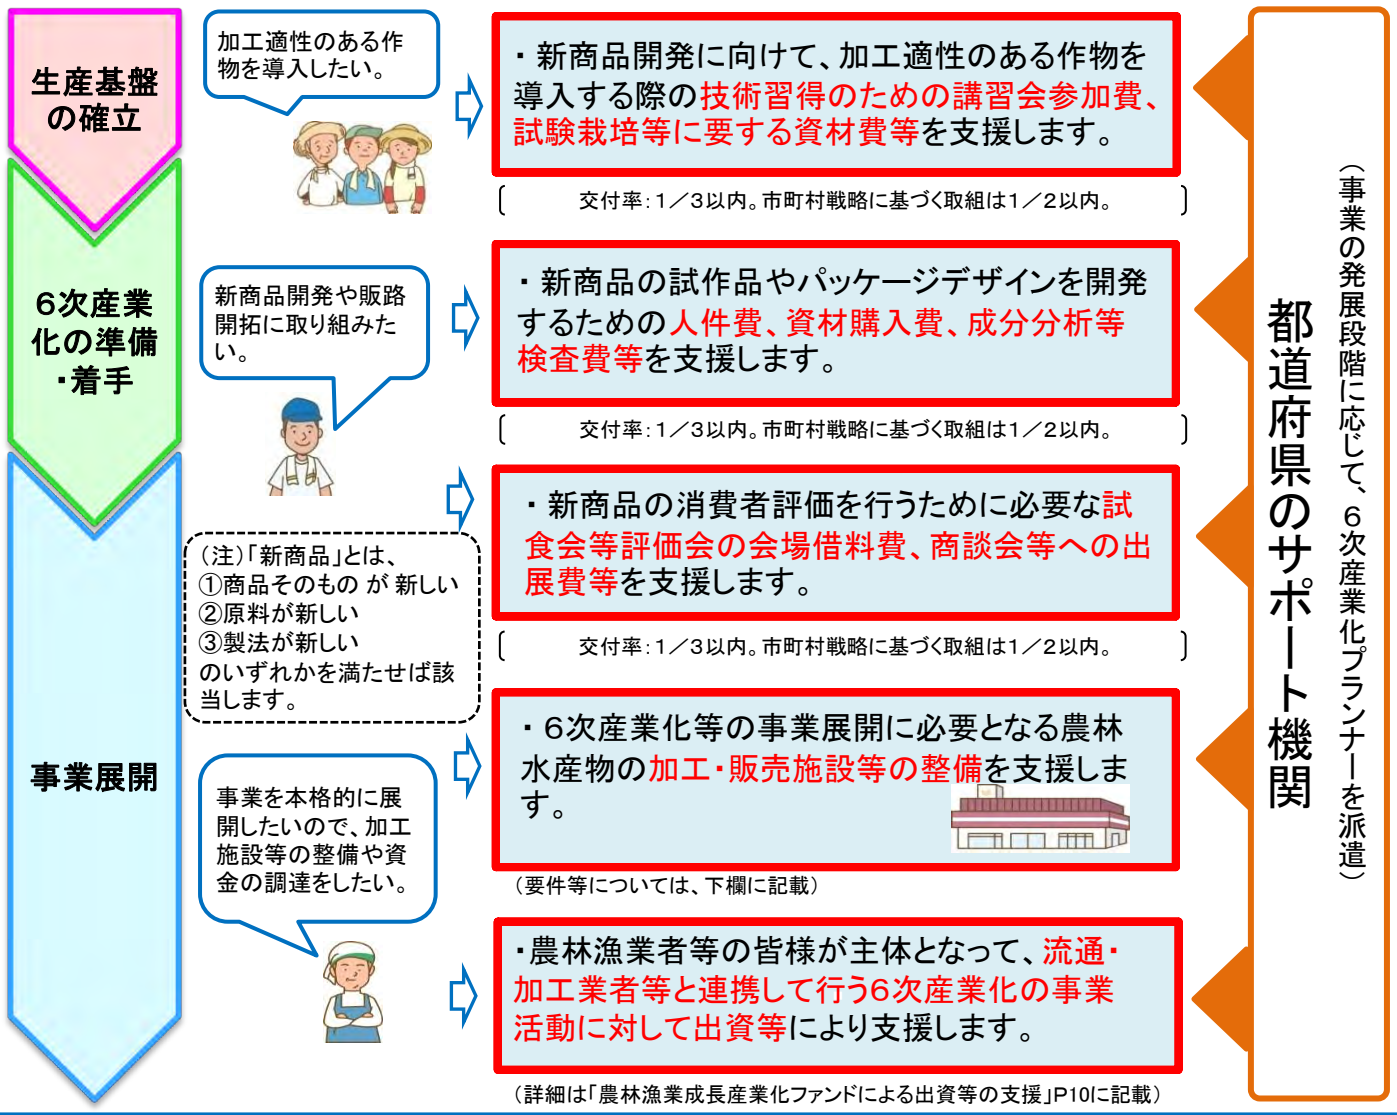 生産基盤
の確立
加工適性のある作
物を導入したい。
・新商品開発に向けて、加工適性のある作物を
導入する際の技術習得のための講習会参加費、
試験栽培等に要する資材費等を支援します。
〔 交付率：1／3以内。市町村戦略に基づく取組は1／2以内。 〕
6次産業
化の準備
・着手
新商品開発や販路
開拓に取り組みた
い。
・新商品の試作品やパッケージデザインを開発
するための人件費、資材購入費、成分分析等
検査費等を支援します。
〔 交付率：1／3以内。市町村戦略に基づく取組は1／2以内。 〕
・新商品の消費者評価を行うために必要な試
食会等評価会の会場借料費、商談会等への出
展費等を支援します。
〔 交付率：1／3以内。市町村戦略に基づく取組は1／2以内。 〕
（注）「新商品」とは、
①商品そのもの が 新しい
②原料が新しい
③製法が新しい
のいずれかを満たせば該
当します。
事業展開
事業を本格的に展
開したいので、加工
施設等の整備や資
金の調達をしたい。
・6次産業化等の事業展開に必要となる農林
水産物の加工・販売施設等の整備を支援しま
す。
（要件等については、下欄に記載）
・農林漁業者等の皆様が主体となって、流通・
加工業者等と連携して行う6次産業化の事業
活動に対して出資等により支援します。
（詳細は「農林漁業成長産業化ファンドによる出資等の支援」P10に記載）
都道府県のサポート機関
（事業の発展段階に応じて、6次産業化プランナーを派遣）